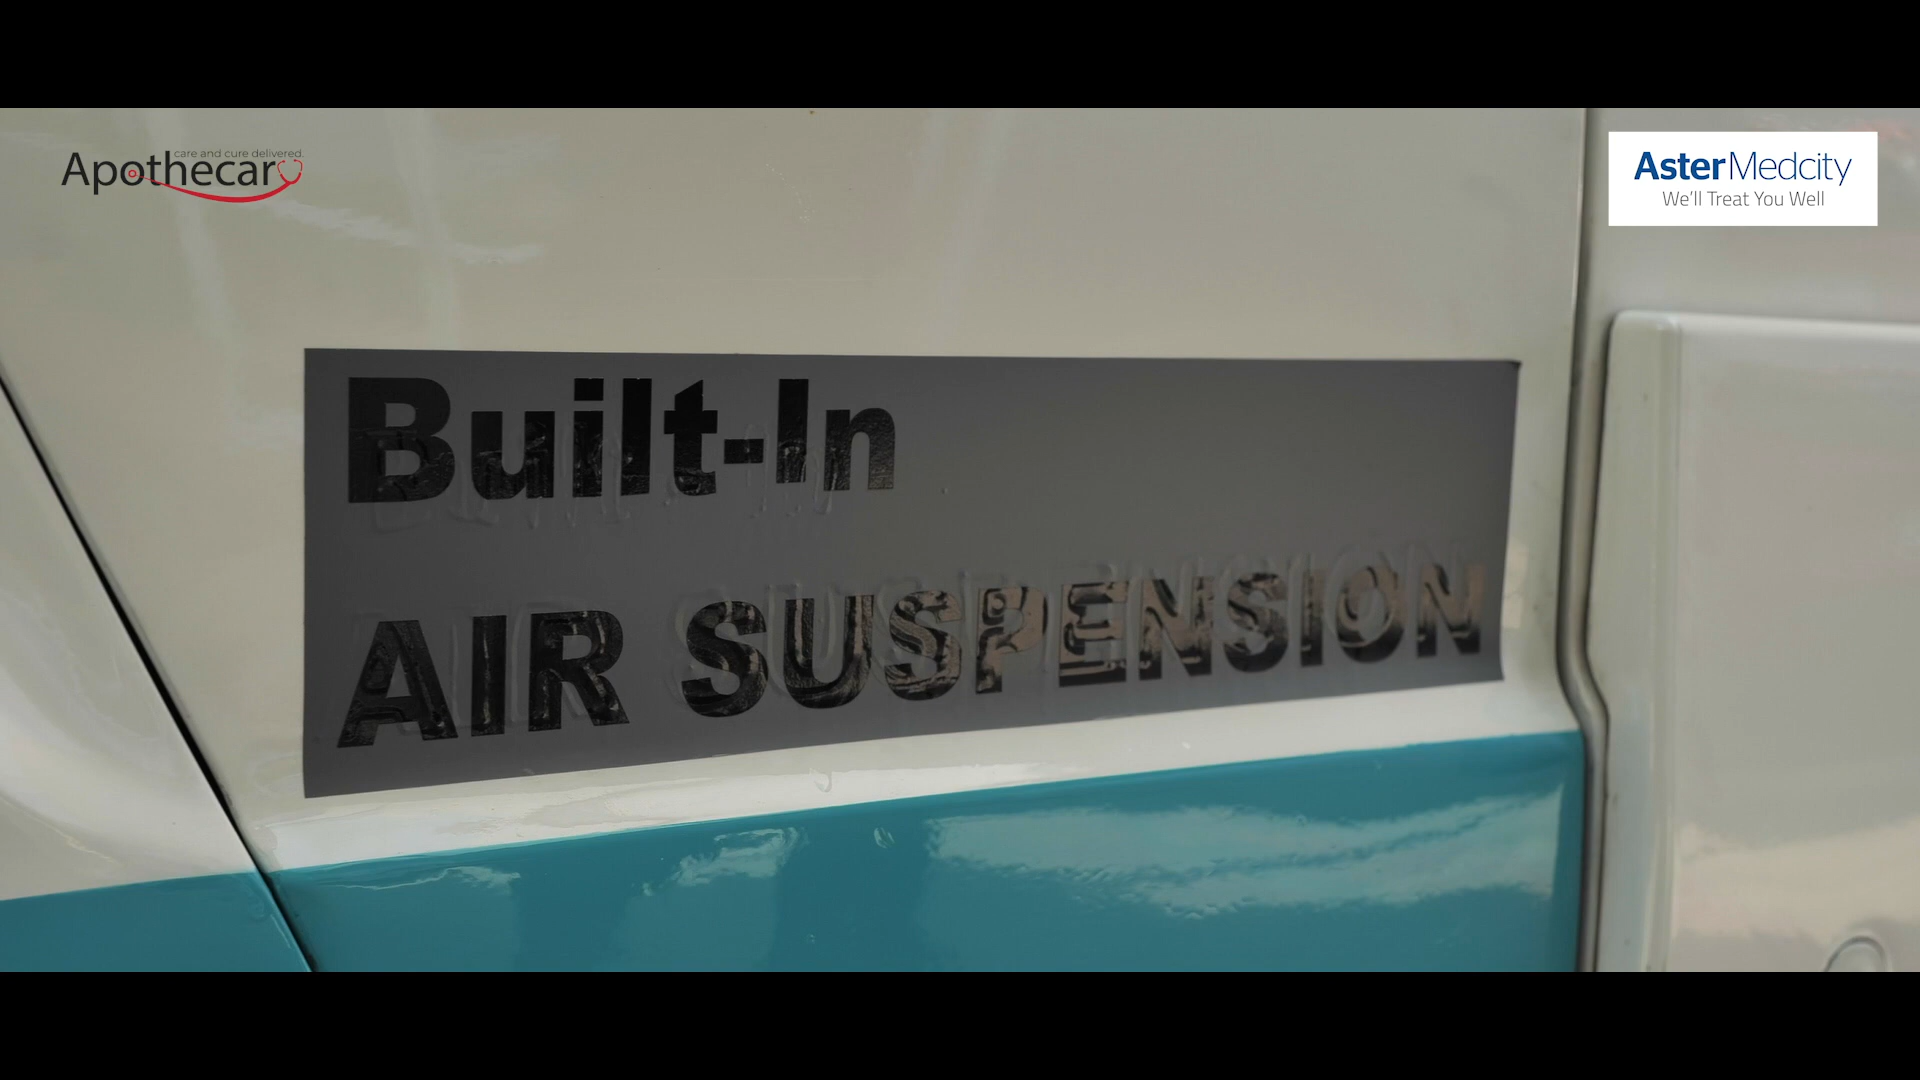 care and cure delivered.
Apothecary
AsterMedcity
We'll Treat You Well
Built-In
AIR SUSPENSION